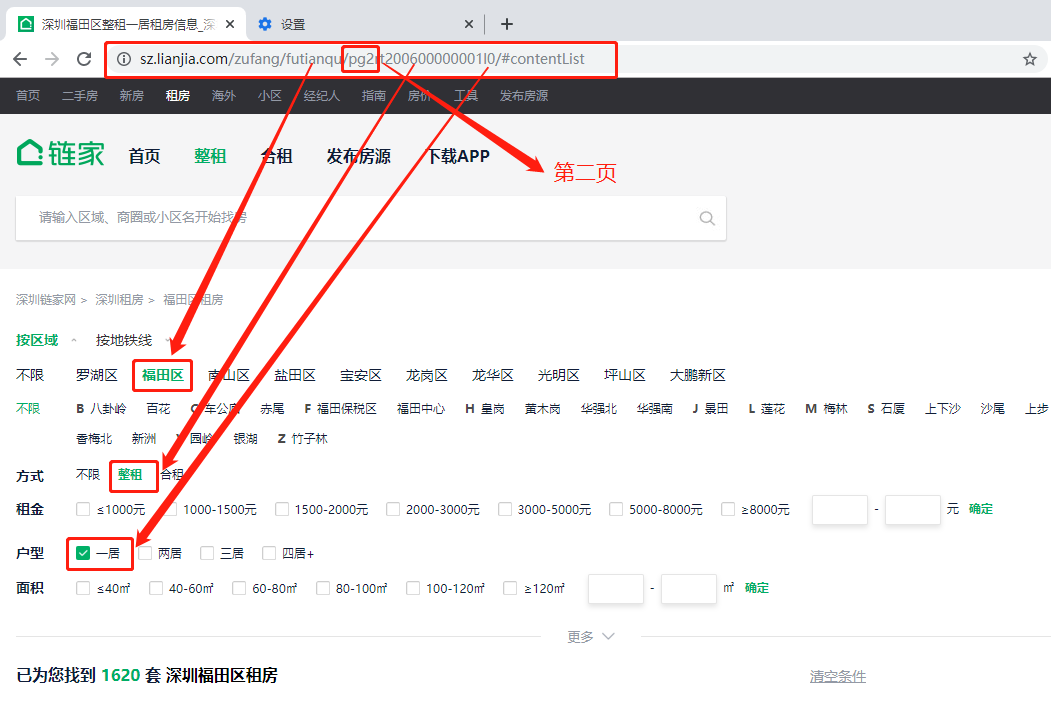 深圳福田区整租一居租房信息_深
设置
sz.lianjia.com/zufang/futianqu/pg2rt200600000001l0/#contentList
首页 二手房 新房 租房 海外 小区 经纪人 指南 房价 工具 发布房源
链家 首页 整租 合租 发布房源 下载APP
第二页
请输入区域、商圈或小区名开始找房
深圳链家网 > 深圳租房 > 福田区租房
按区域 按地铁线
不限 罗湖区 福田区 南山区 盐田区 宝安区 龙岗区 龙华区 光明区 坪山区 大鹏新区
不限 B 八卦岭 百花 C 车公庙 赤尾 F 福田保税区 福田中心 H 皇岗 黄木岗 华强北 华强南 J 景田 L 莲花 M 梅林 S 石厦 上下沙 沙尾 上步
香梅北 新洲 Y 园岭 银湖 Z 竹子林
方式 不限 整租 合租
租金 ≤1000元 1000-1500元 1500-2000元 2000-3000元 3000-5000元 5000-8000元 ≥8000元 - 元 确定
户型 一居 两居 三居 四居+
面积 ≤40㎡ 40-60㎡ 60-80㎡ 80-100㎡ 100-120㎡ ≥120㎡ - ㎡ 确定
更多
已为您找到 1620 套 深圳福田区租房 清空条件